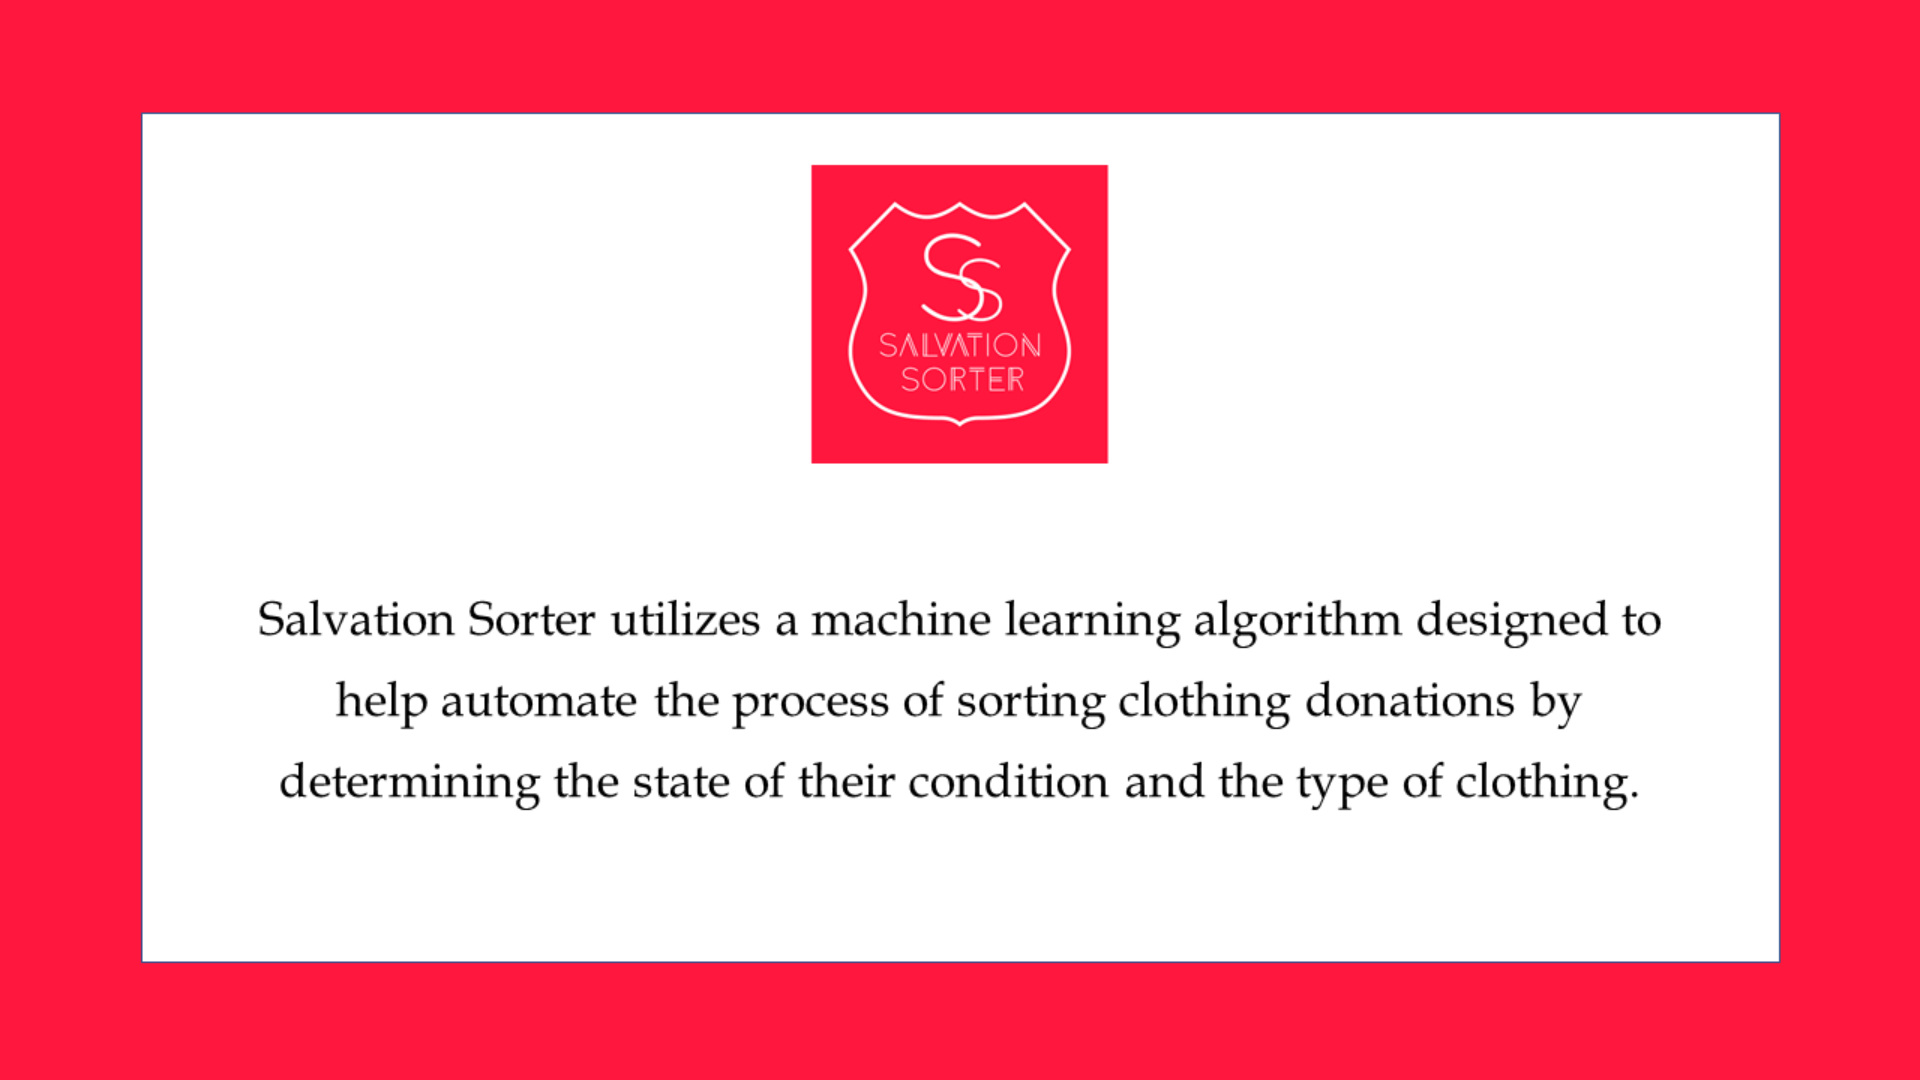 SS
SALVATION
SORTER
Salvation Sorter utilizes a machine learning algorithm designed to
help automate the process of sorting clothing donations by
determining the state of their condition and the type of clothing.